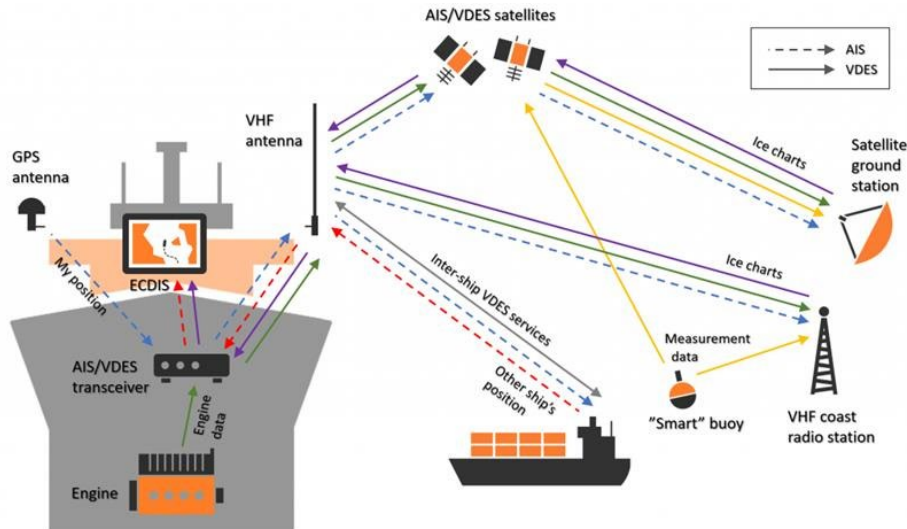 AIS/VDES satellites
AIS
VDES
VHF
antenna
GPS
antenna
Ice charts
Satellite
ground
station
My position
ECDIS
Inter-ship VDES services
Ice charts
AIS/VDES
transceiver
Engine
data
Other ship's
position
Measurement
data
"Smart" buoy
VHF coast
radio station
Engine